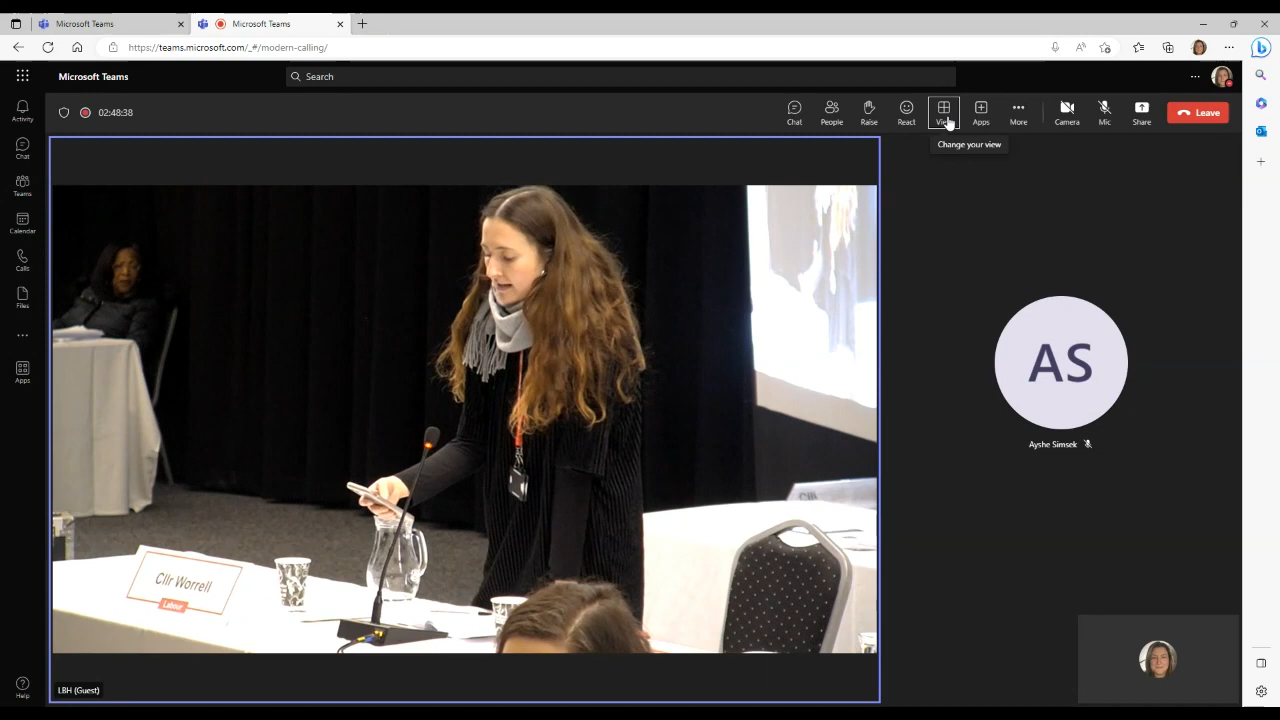 Microsoft Teams
Microsoft Teams
https://teams.microsoft.com/_#/modern-calling/
Microsoft Teams
Search
02:48:38
Chat
People
Raise
React
View
Apps
More
Camera
Mic
Share
Leave
Change your view
Activity
Chat
Teams
Calendar
Calls
Files
Apps
Help
Cllr Worrell
Labour
Cllr
AS
Ayshe Simsek
LBH (Guest)